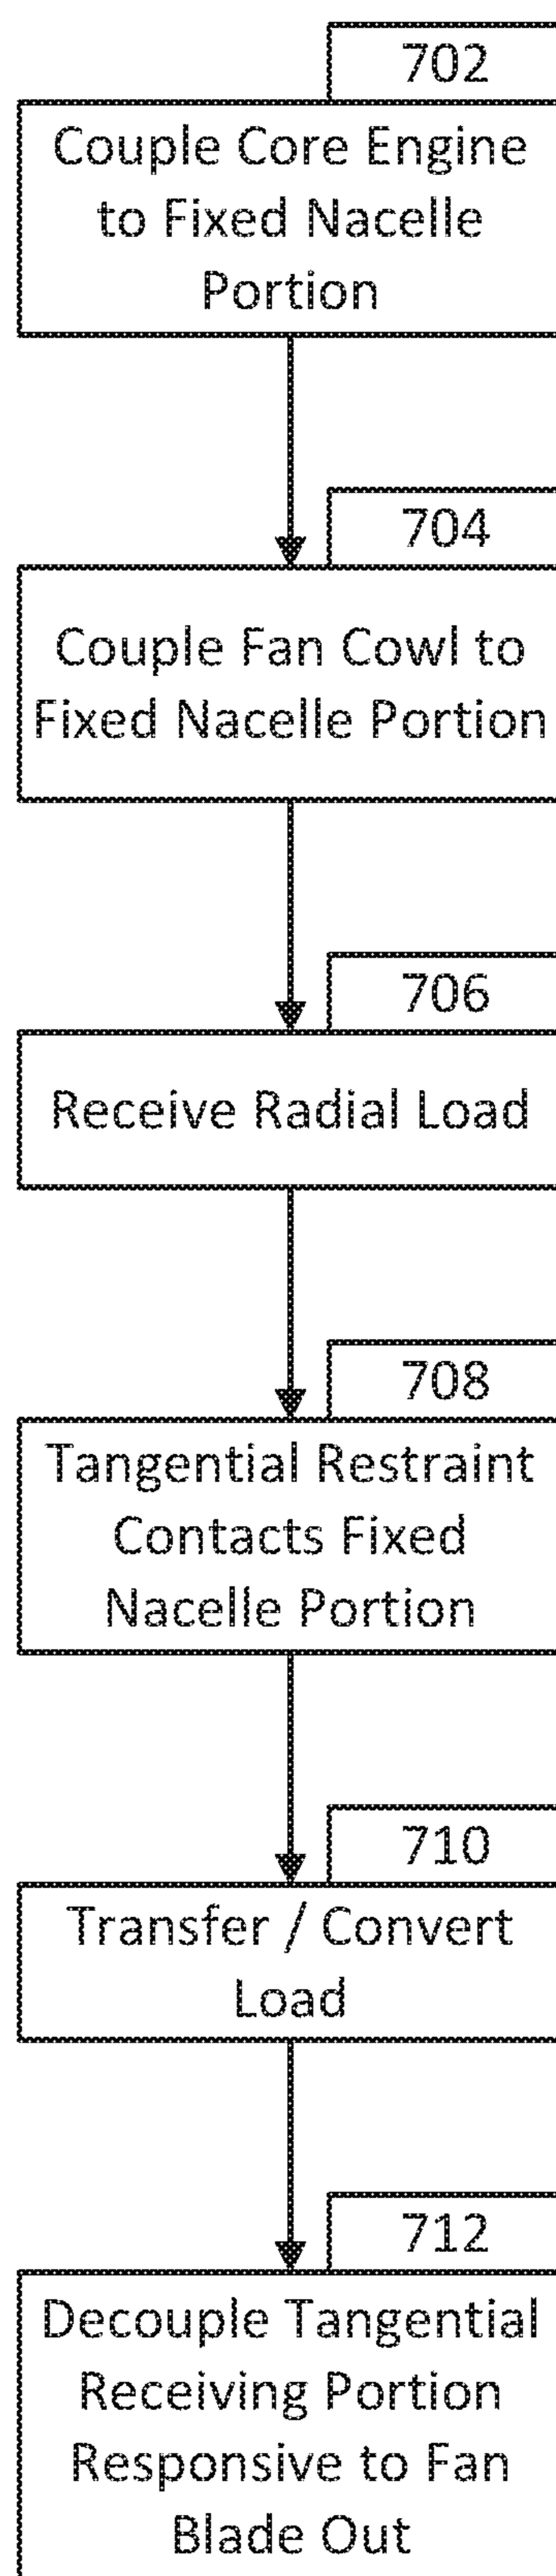 702
Couple Core Engine
to Fixed Nacelle
Portion
704
Couple Fan Cowl to
Fixed Nacelle Portion
706
Receive Radial Load
708
Tangential Restraint
Contacts Fixed
Nacelle Portion
710
Transfer / Convert
Load
712
Decouple Tangential
Receiving Portion
Responsive to Fan
Blade Out